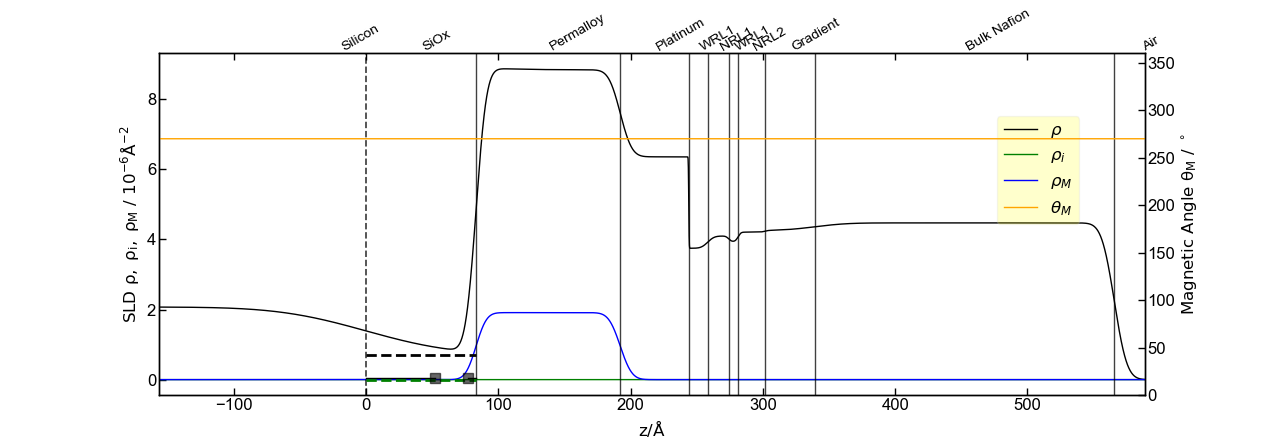 Silicon SiOx Permalloy Platinum WRL1 NRL1 WRL1 NRL2 Gradient Bulk Nafion Air
SLD ρ, ρi, ρM / 10−6Å−2
8
6
4
2
0
350
300
250
200
150
100
50
0
Magnetic Angle θM / °
ρ
ρi
ρM
θM
−100 0 100 200 300 400 500
z/Å